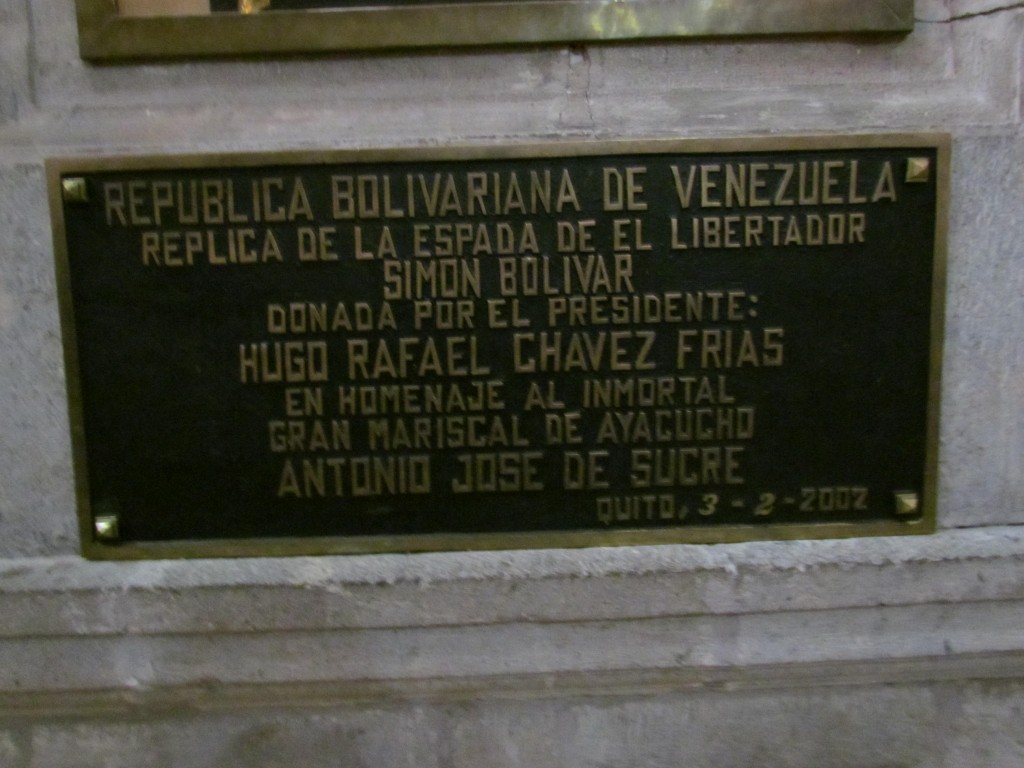 REPUBLICA BOLIVARIANA DE VENEZUELA
REPLICA DE LA ESPADA DE EL LIBERTADOR
SIMON BOLIVAR
DONADA POR EL PRESIDENTE:
HUGO RAFAEL CHAVEZ FRIAS
EN HOMENAJE AL INMORTAL
GRAN MARISCAL DE AYACUCHO
ANTONIO JOSE DE SUCRE
QUITO, 3 - 2 - 2002